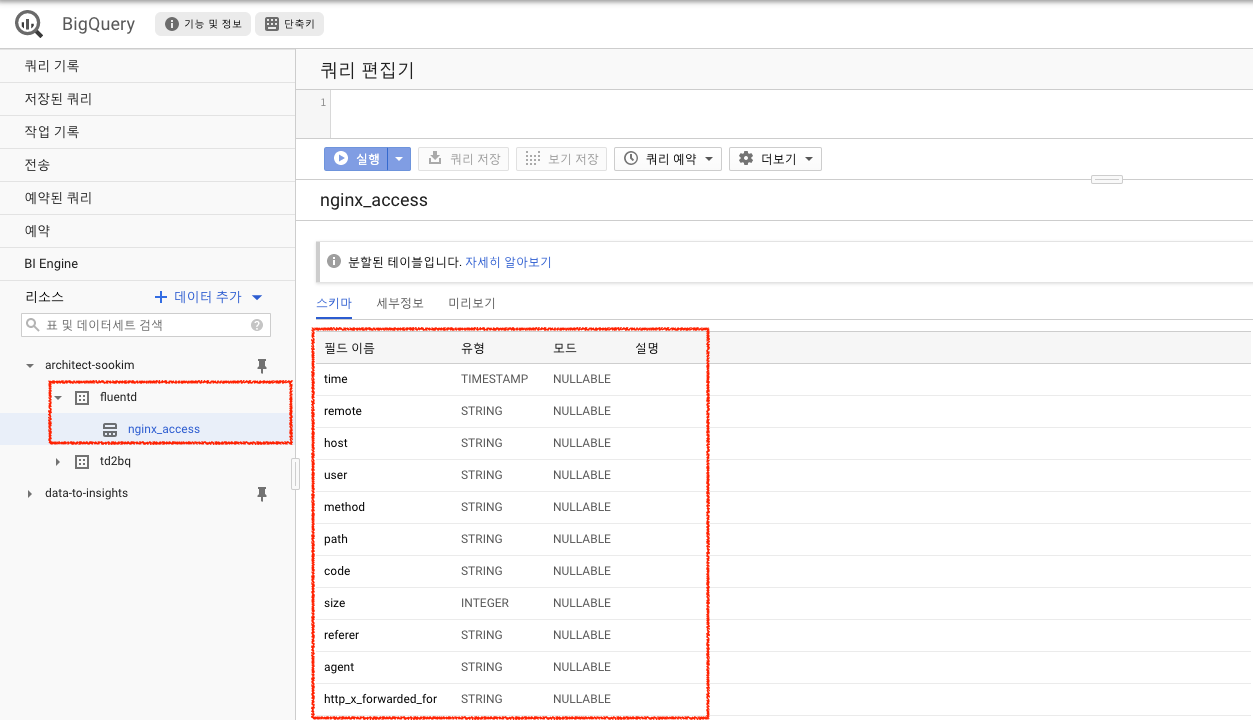 BigQuery 기능 및 정보 단축키
쿼리 기록
저장된 쿼리
작업 기록
전송
예약된 쿼리
예약
BI Engine
리소스 데이터 추가
표 및 데이터세트 검색
architect-sookim
fluentd
nginx_access
td2bq
data-to-insights
쿼리 편집기
1
실행 쿼리 저장 보기 저장 쿼리 예약 더보기
nginx_access
분할된 테이블입니다. 자세히 알아보기
스키마 세부정보 미리보기
필드 이름 유형 모드 설명
time TIMESTAMP NULLABLE
remote STRING NULLABLE
host STRING NULLABLE
user STRING NULLABLE
method STRING NULLABLE
path STRING NULLABLE
code STRING NULLABLE
size INTEGER NULLABLE
referer STRING NULLABLE
agent STRING NULLABLE
http_x_forwarded_for STRING NULLABLE